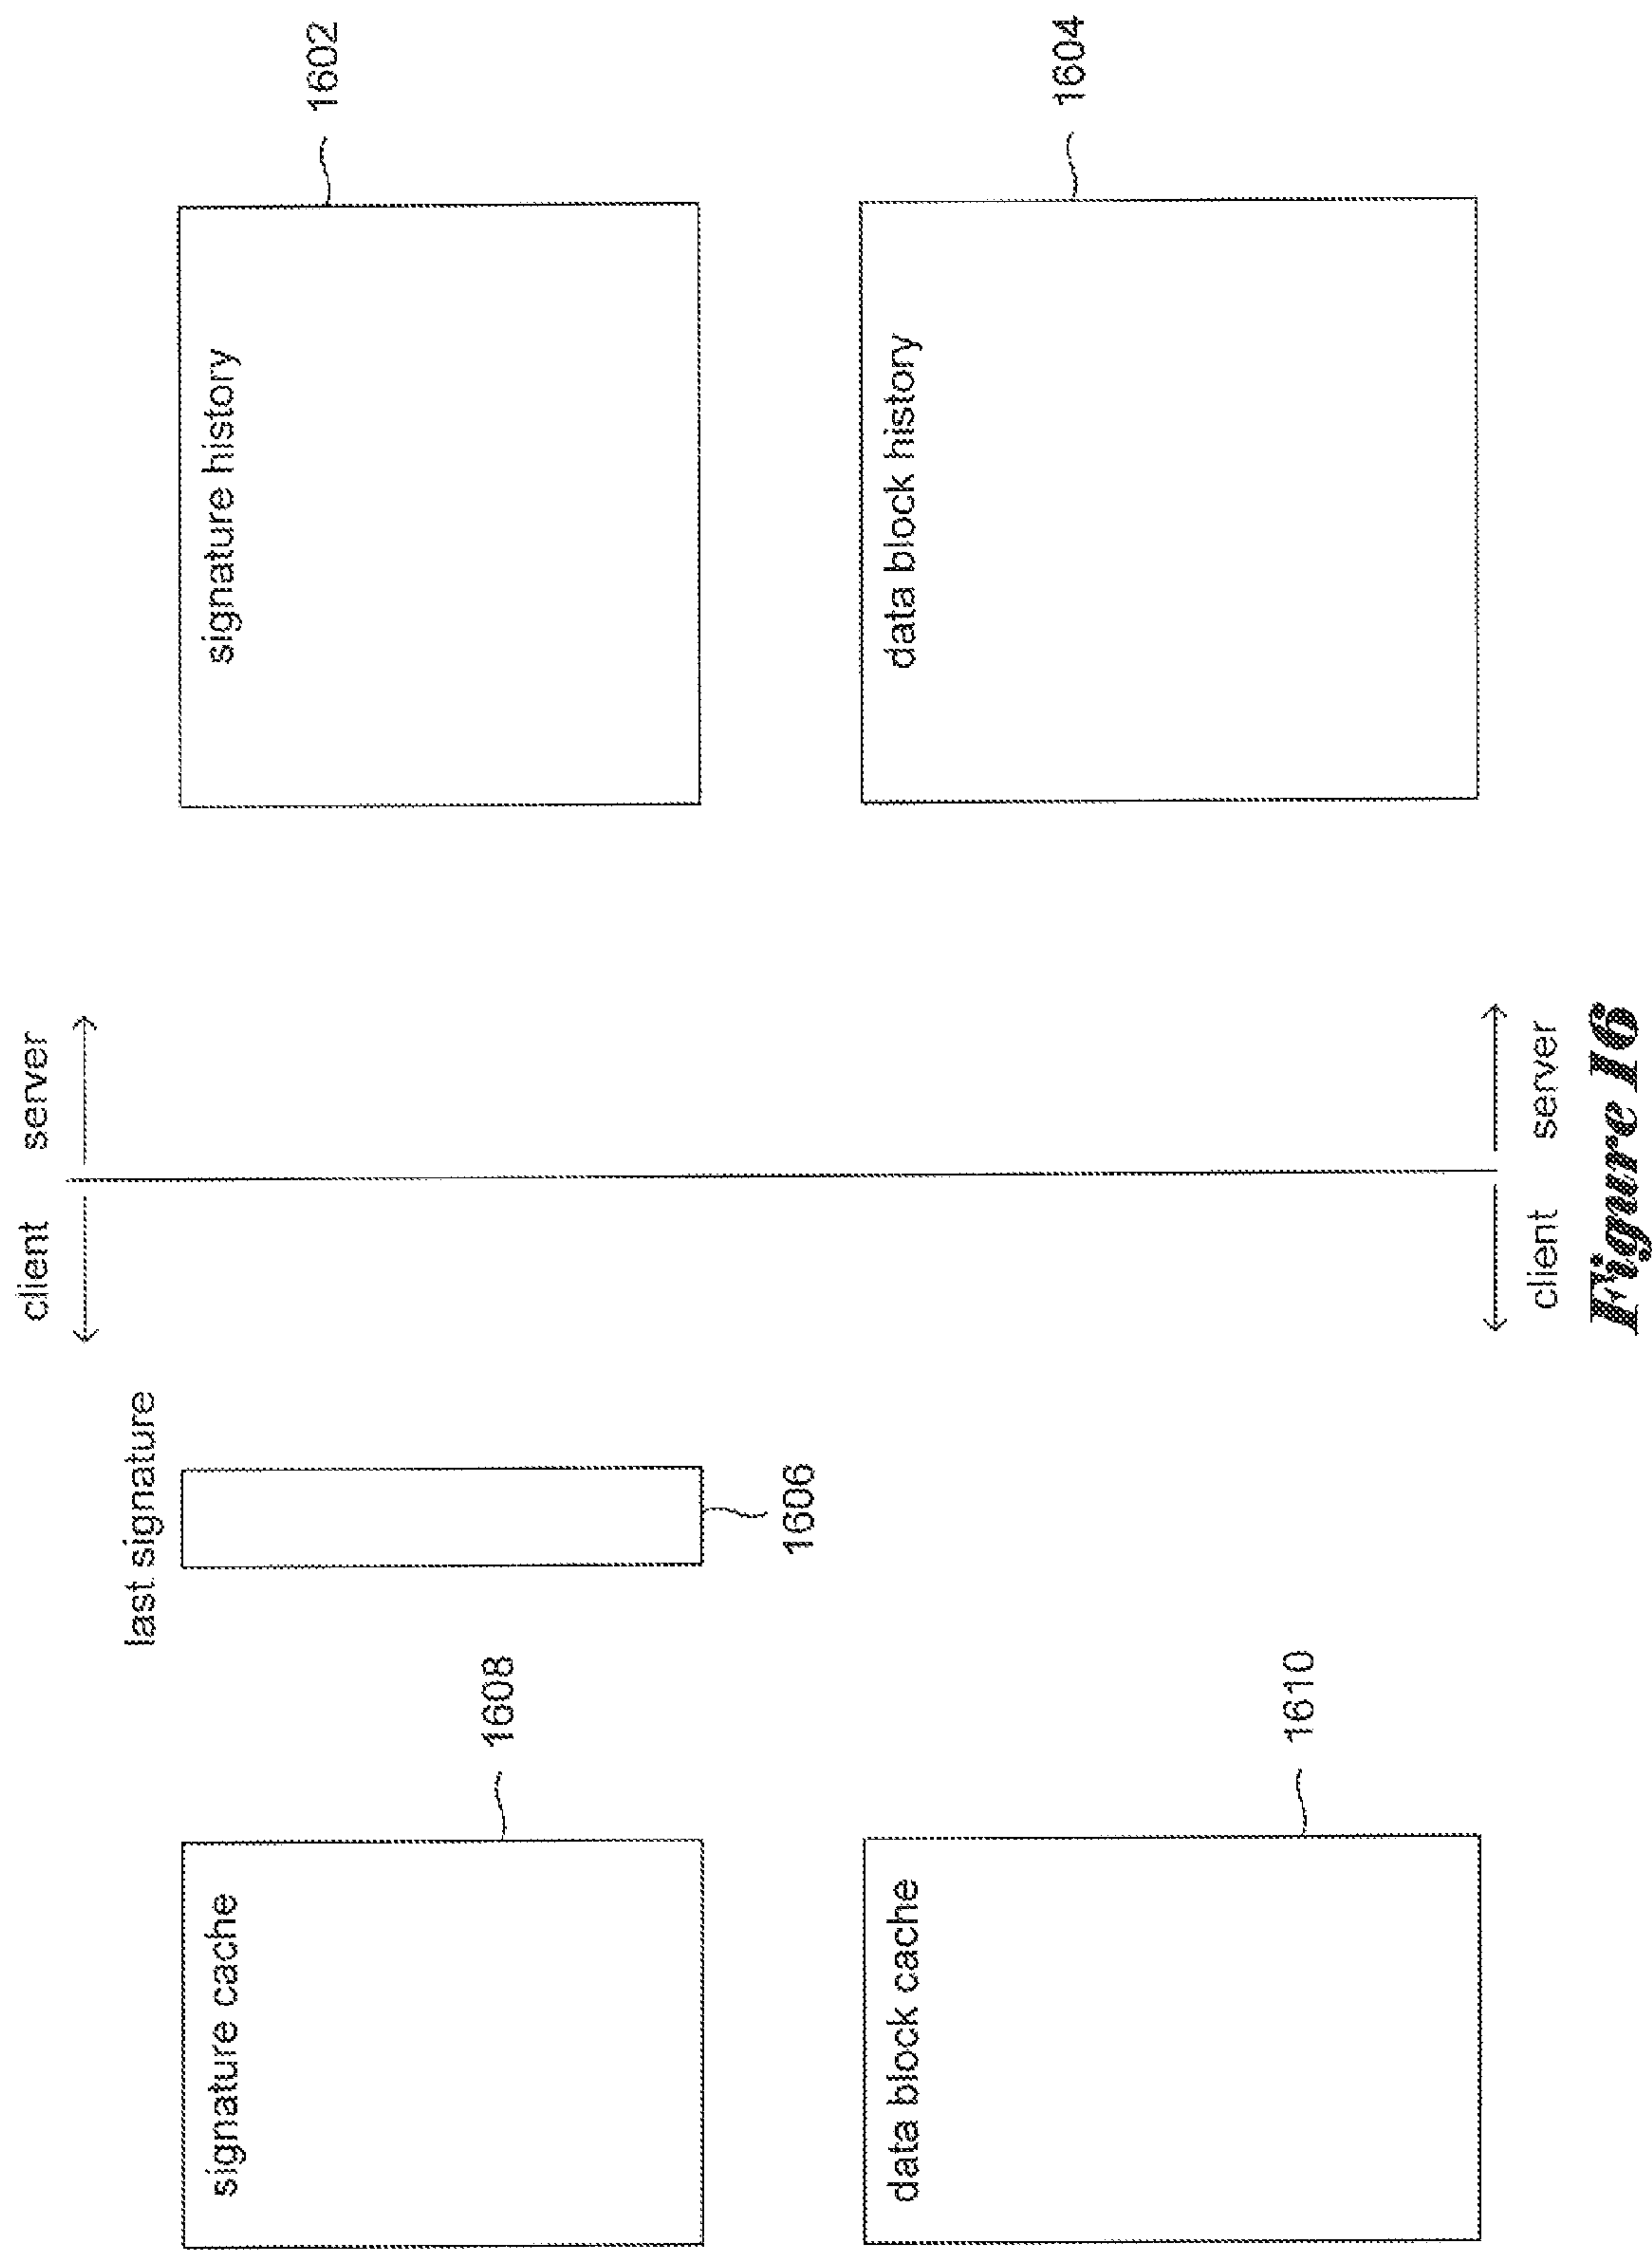 client server
last signature
signature cache
signature history
1602
1608
1606
data block cache
data block history
1604
1610
client server
Figure 16